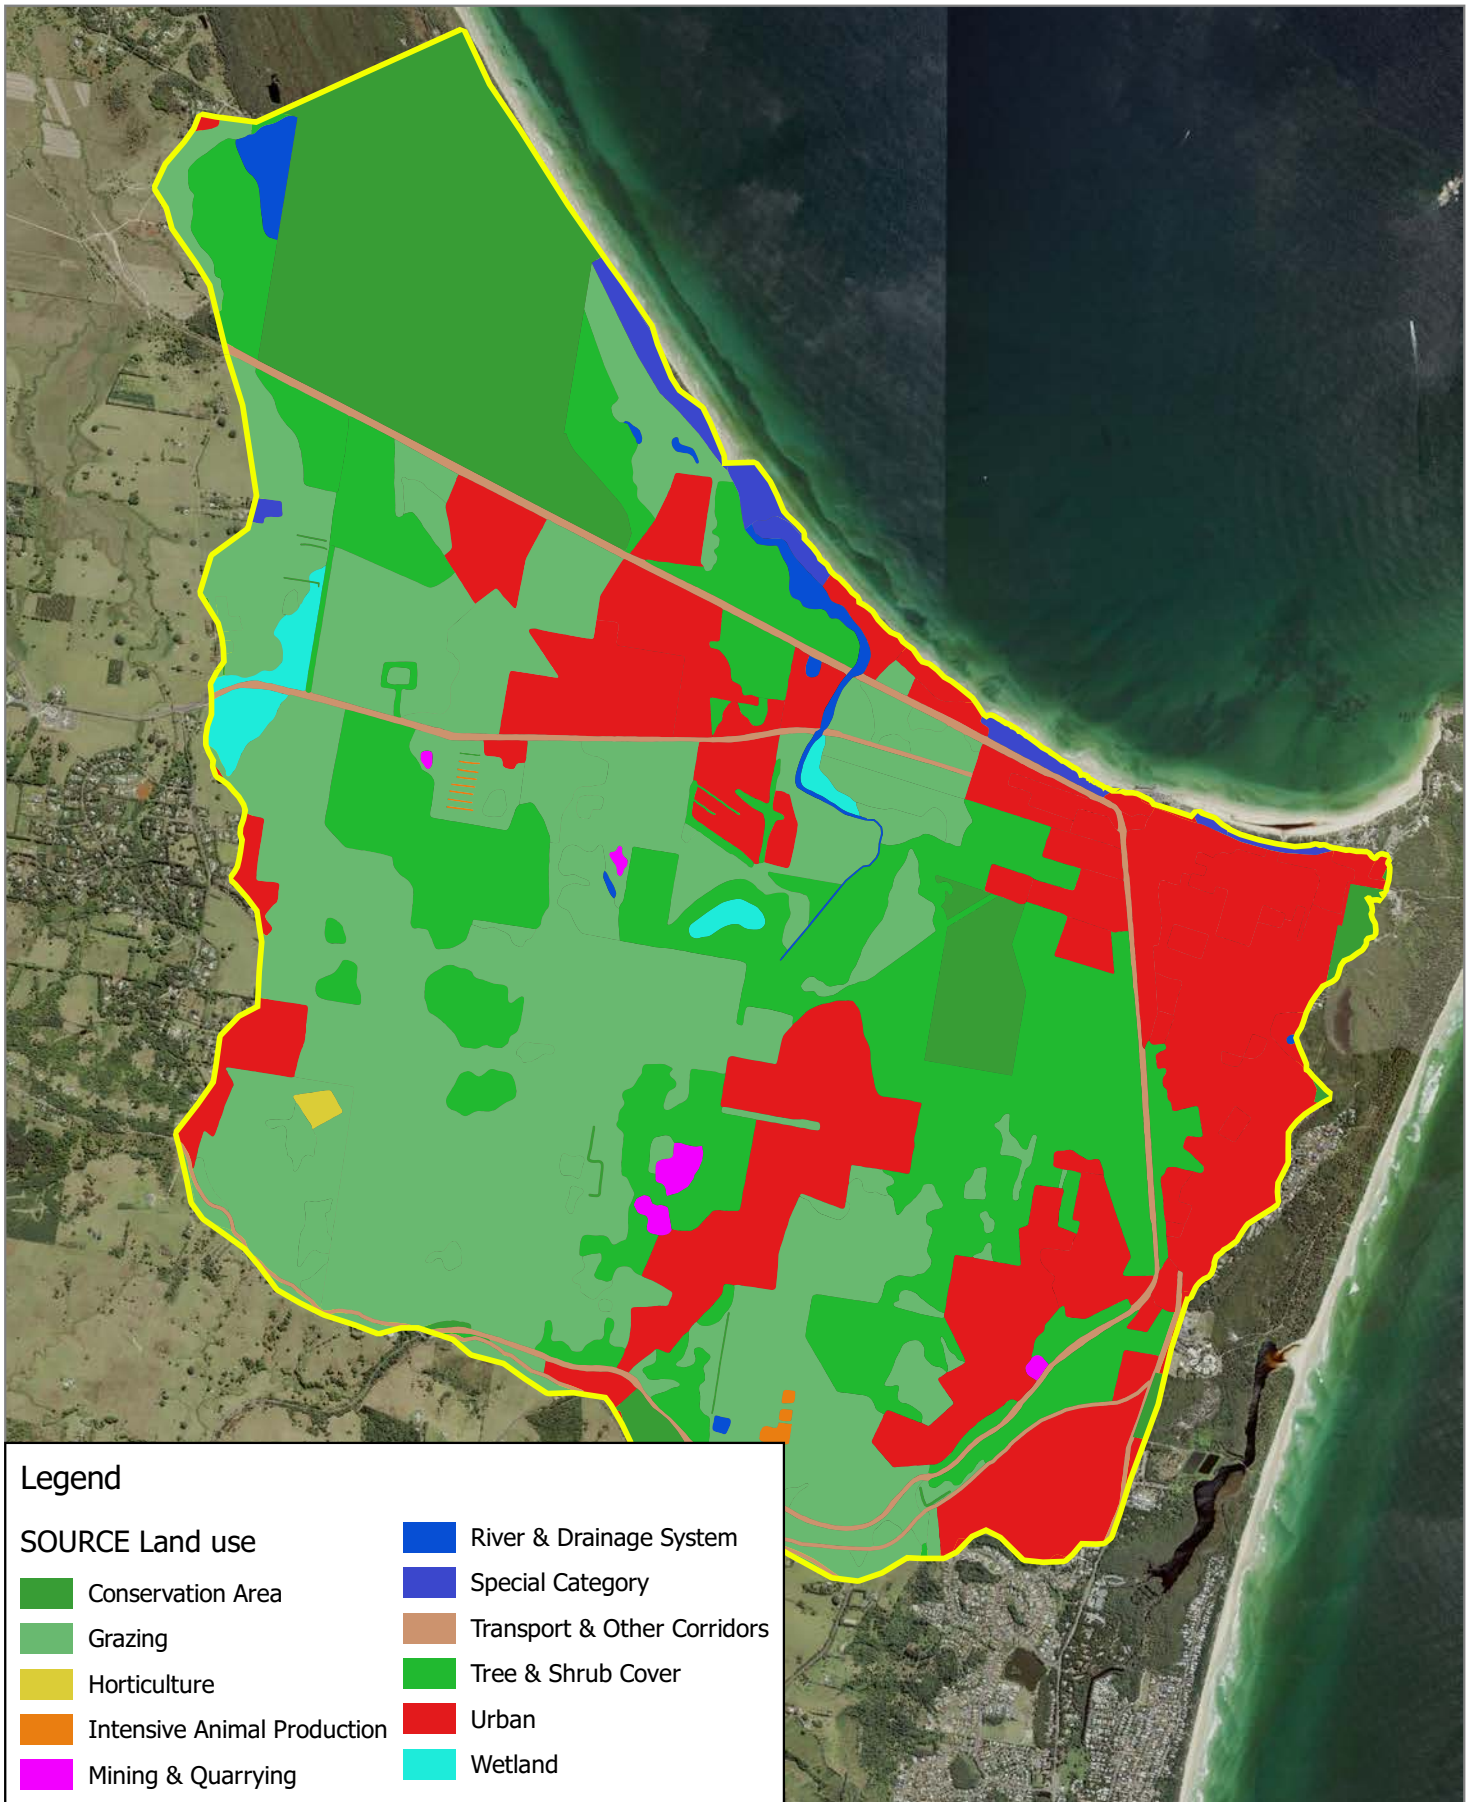 Legend
SOURCE Land use
Conservation Area
Grazing
Horticulture
Intensive Animal Production
Mining & Quarrying
River & Drainage System
Special Category
Transport & Other Corridors
Tree & Shrub Cover
Urban
Wetland